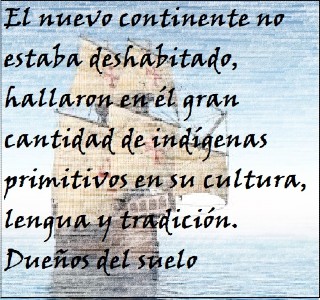 El nuevo continente no
estaba deshabitado,
hallaron en él gran
cantidad de indígenas
primitivos en su cultura,
lengua y tradición.
Dueños del suelo